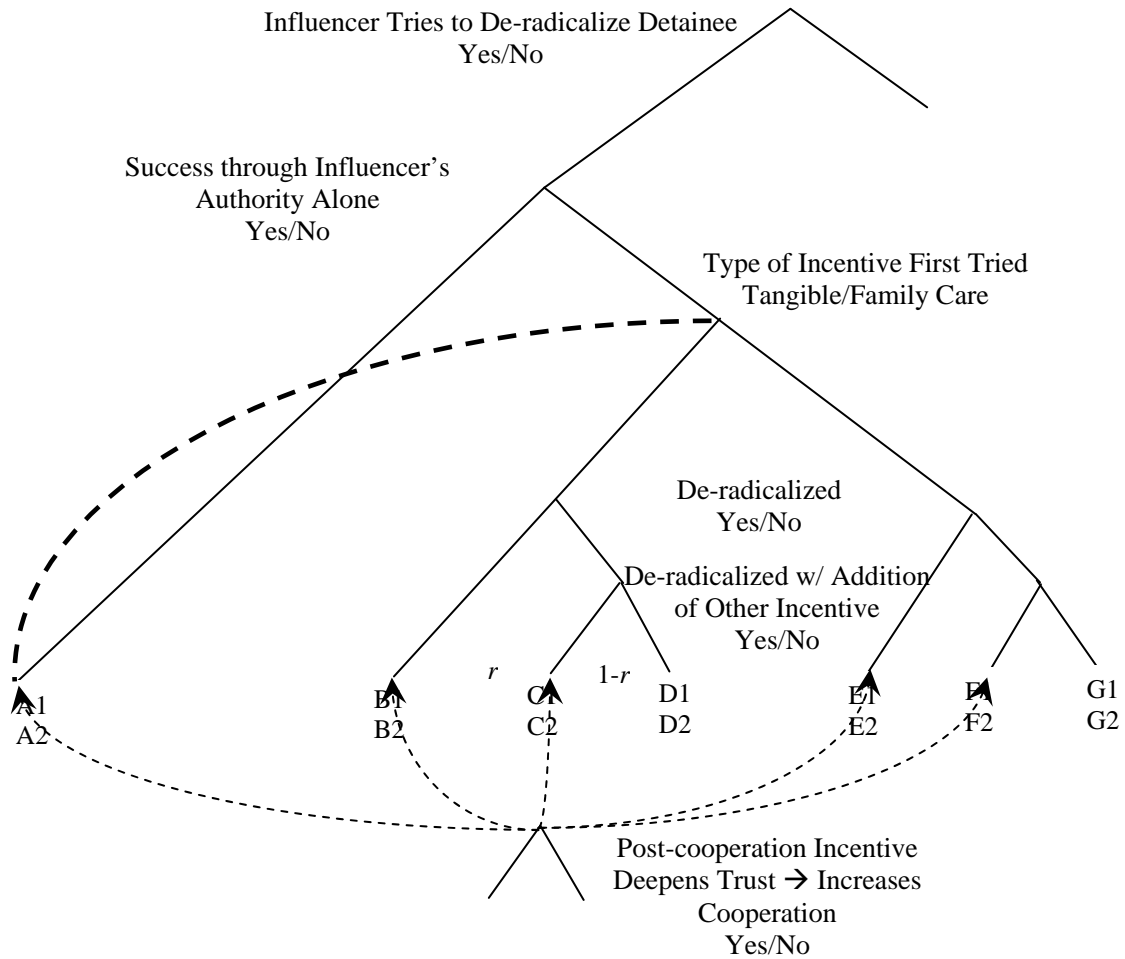 Influencer Tries to De-radicalize Detainee
Yes/No
Success through Influencer’s
Authority Alone
Yes/No
Type of Incentive First Tried
Tangible/Family Care
De-radicalized
Yes/No
De-radicalized w/ Addition
of Other Incentive
Yes/No
r
1-r
A1
A2
B1
B2
C1
C2
D1
D2
E1
E2
F1
F2
G1
G2
Post-cooperation Incentive
Deepens Trust → Increases
Cooperation
Yes/No